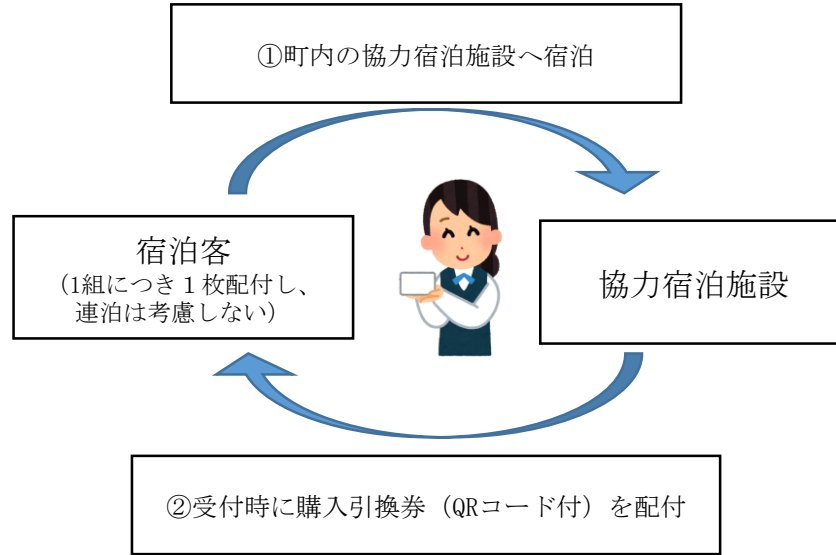 ①町内の協力宿泊施設へ宿泊
宿泊客
（1組につき１枚配付し、
連泊は考慮しない）
協力宿泊施設
②受付時に購入引換券（QRコード付）を配付